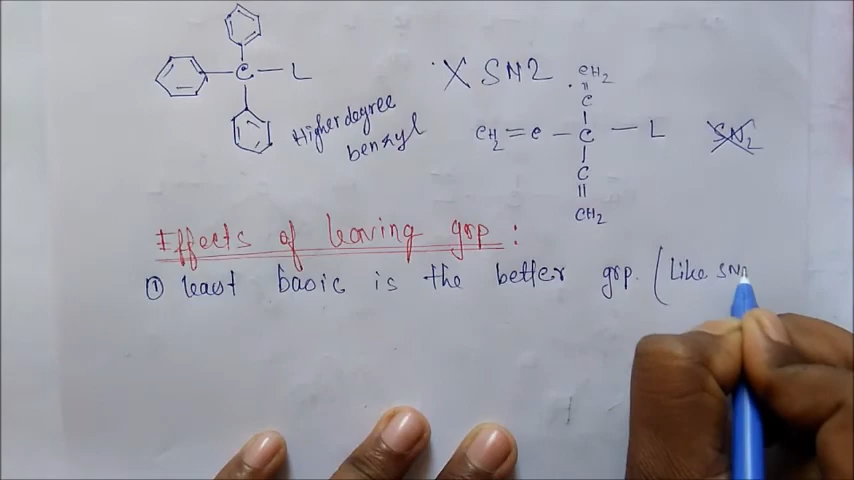 C — L
X SN2
Higher degree
benzyl
CH2
=
C
CH2 = C — C — L
SN2
C
CH2
Effects of leaving grp :
① least basic is the better grp. (Like SN